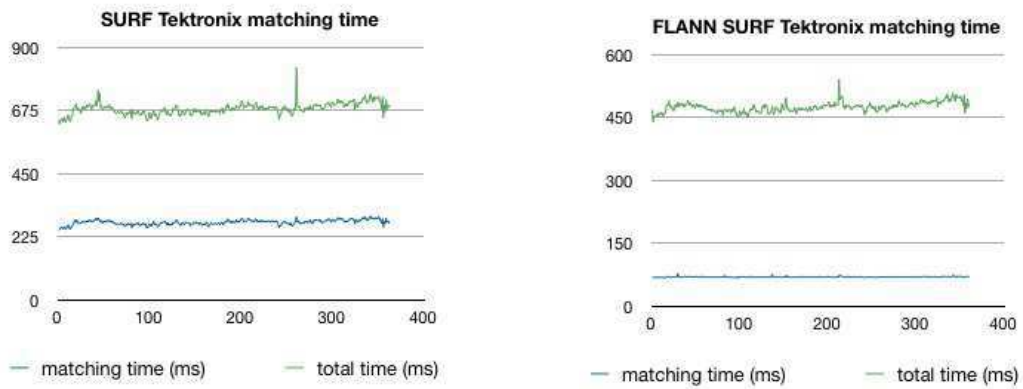 SURF Tektronix matching time
900
675
450
225
0
0 100 200 300 400
matching time (ms) total time (ms)
FLANN SURF Tektronix matching time
600
450
300
150
0
0 100 200 300 400
matching time (ms) total time (ms)